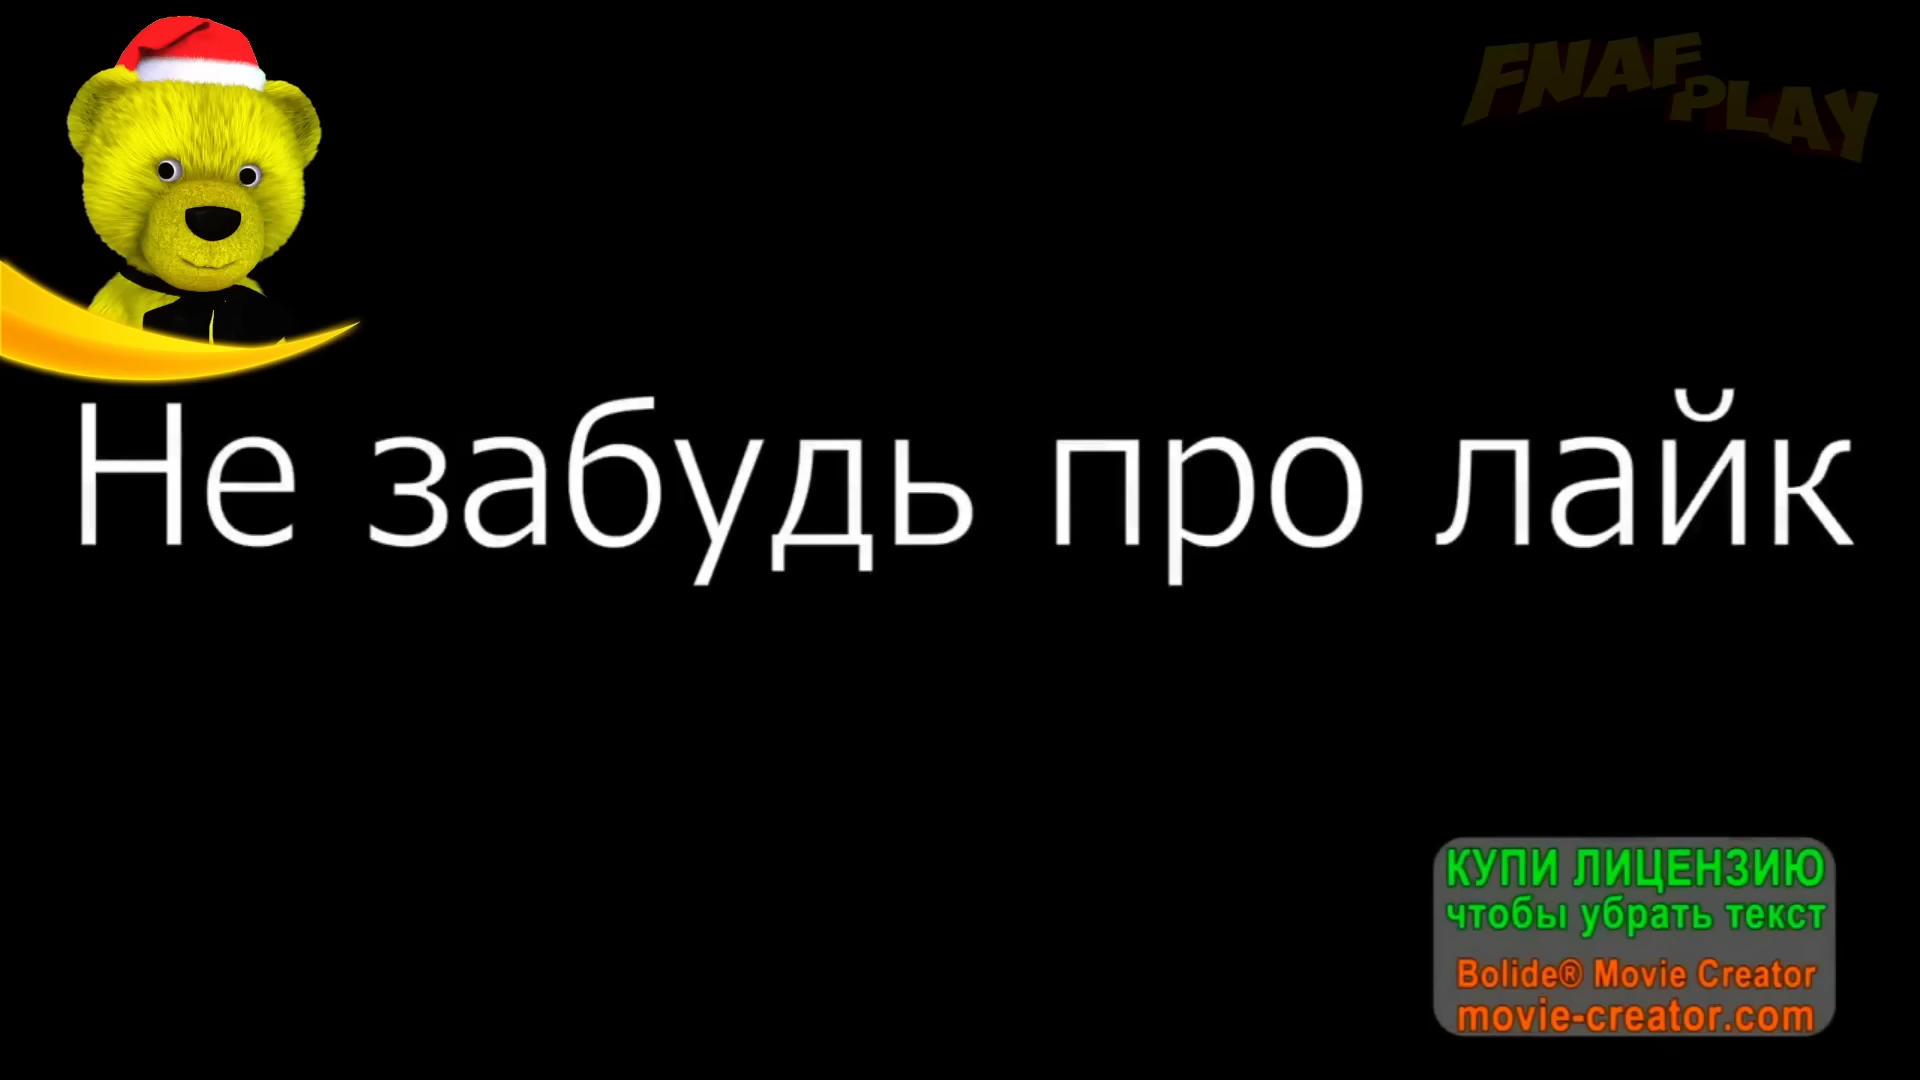 FNAF PLAY
Не забудь про лайк
КУПИ ЛИЦЕНЗИЮ
чтобы убрать текст
Bolide® Movie Creator
movie-creator.com